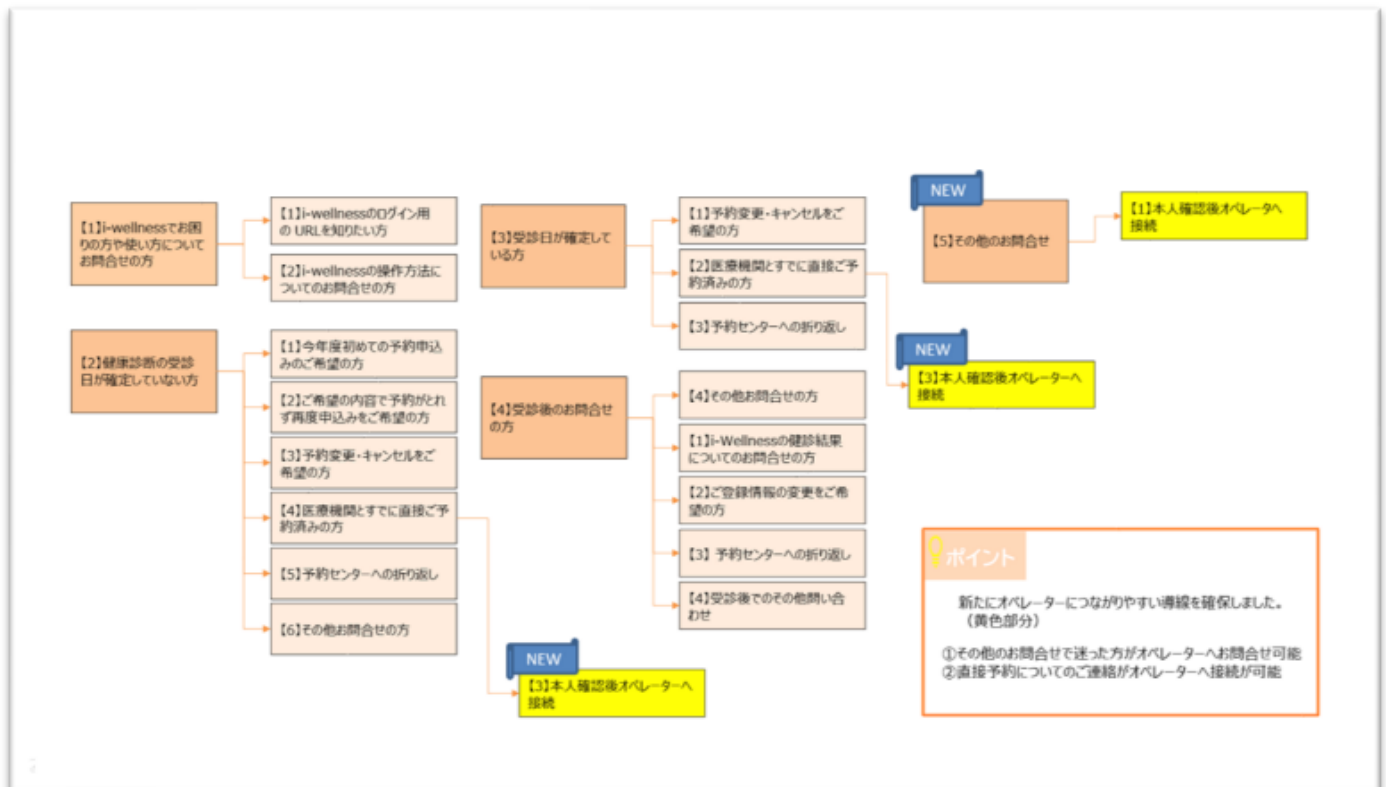 【1】i-wellnessでお困
りの方や使い方について
お問合せの方
【1】i-wellnessのログイン用
の URLを知りたい方
【2】i-wellnessの操作方法に
ついてのお問合せの方
【2】健康診断の受診
日が確定していない方
【1】今年度初めての予約申込
みのご希望の方
【2】ご希望の内容で予約がとれ
ず再度申込みをご希望の方
【3】予約変更・キャンセルをご
希望の方
【4】医療機関とすでに直接ご予
約済みの方
【5】予約センターへの折り返し
【6】その他お問合せの方
NEW
【3】本人確認後オペレーターへ
接続
【3】受診日が確定して
いる方
【1】予約変更・キャンセルをご
希望の方
【2】医療機関とすでに直接ご予
約済みの方
【3】予約センターへの折り返し
NEW
【3】本人確認後オペレーターへ
接続
【4】受診後のお問合せ
の方
【4】その他お問合せの方
【1】i-Wellnessの健診結果
についてのお問合せの方
【2】ご登録情報の変更をご希
望の方
【3】 予約センターへの折り返し
【4】受診後でのその他問い合
わせ
NEW
【5】その他のお問合せ
【1】本人確認後オペレータへ
接続
ポイント
新たにオペレーターにつながりやすい導線を確保しました。
（黄色部分）
①その他のお問合せで迷った方がオペレーターへお問合せ可能
②直接予約についてのご連絡がオペレーターへ接続が可能